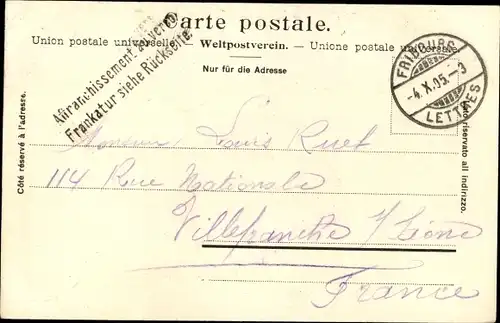 Carte postale.
Union postale universelle. — Weltpostverein. — Unione postale universale.
Nur für die Adresse
Affranchissement au verso
Frankatur siehe Rückseite
FRIBOURG
-4.X.05.-3
LETTRES
Côté réservé à l'adresse.
Lato riservato all indirizzo.
Monsieur Louis Ruet
114 Rue Nationale
Villefranche s/ Saône
France